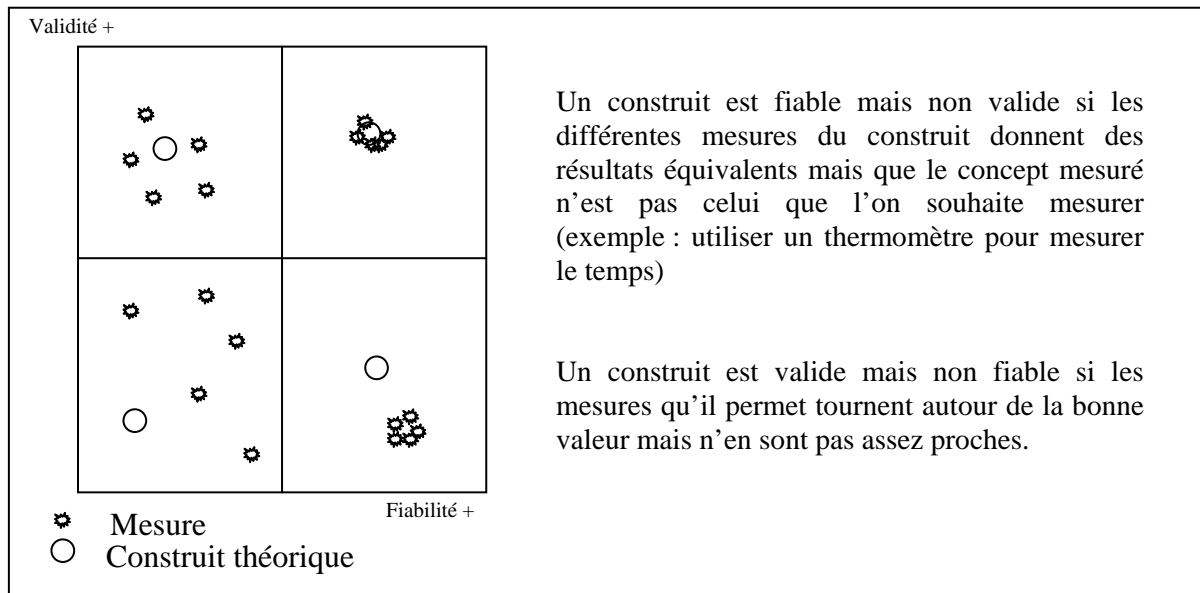 Validité +
Un construit est fiable mais non valide si les
différentes mesures du construit donnent des
résultats équivalents mais que le concept mesuré
n’est pas celui que l’on souhaite mesurer
(exemple : utiliser un thermomètre pour mesurer
le temps)
Un construit est valide mais non fiable si les
mesures qu’il permet tournent autour de la bonne
valeur mais n’en sont pas assez proches.
Fiabilité +
Mesure
Construit théorique